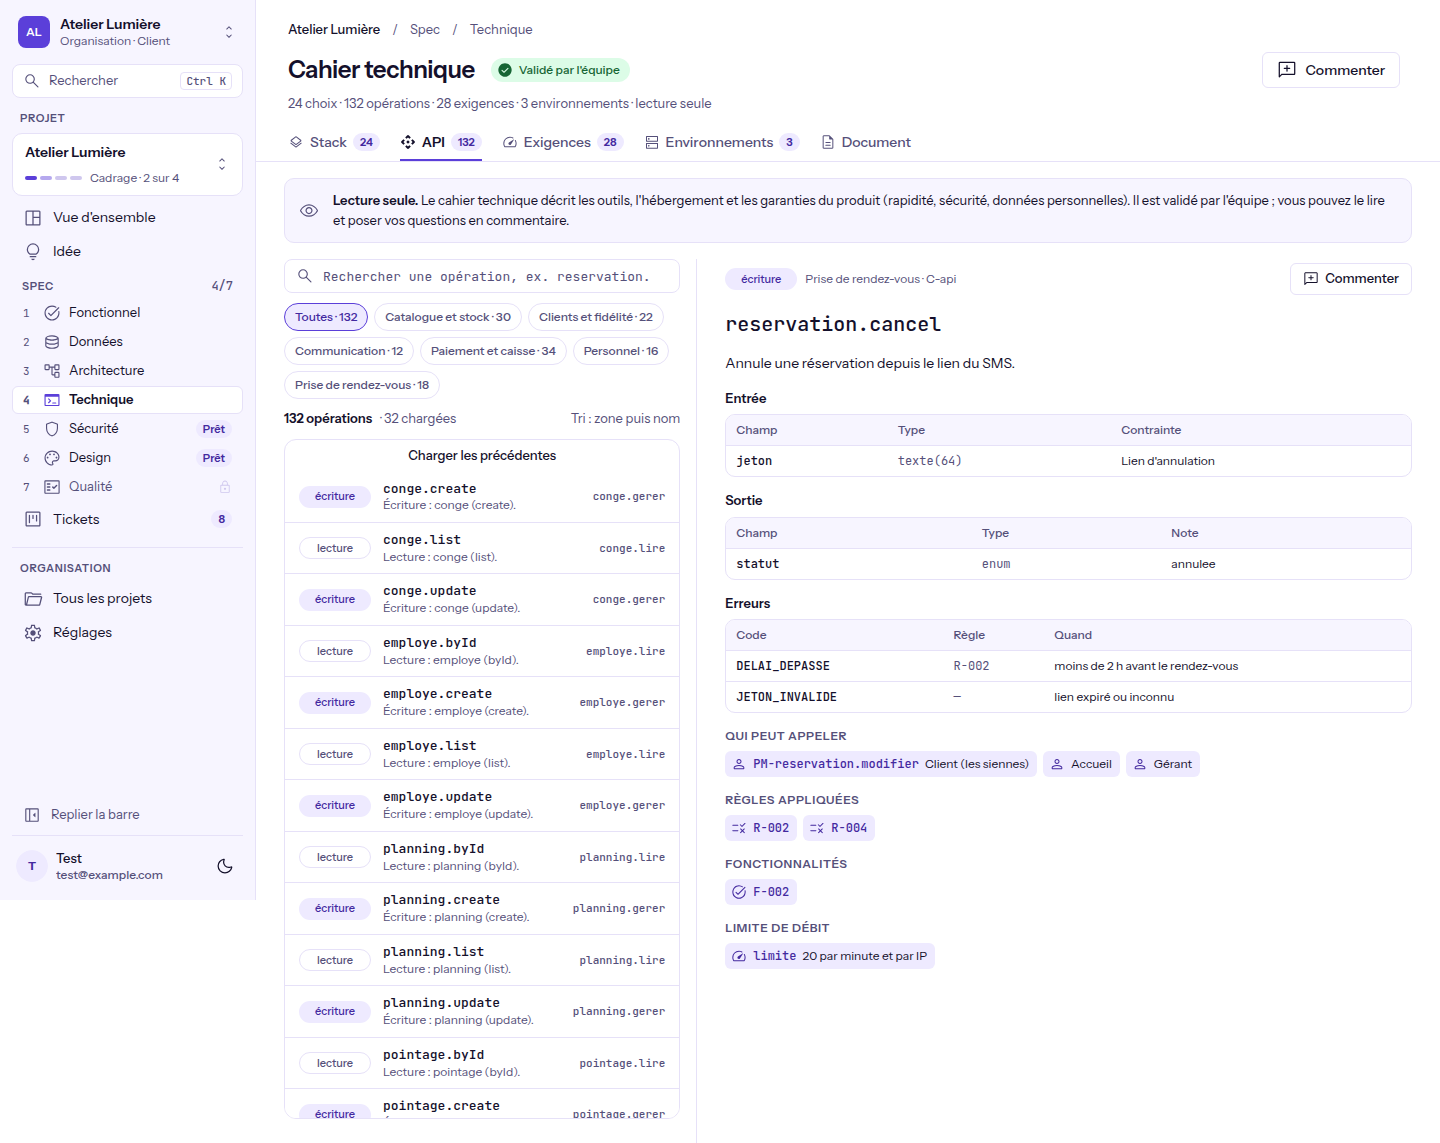 AL
Atelier Lumière
Organisation · Client
Rechercher
Ctrl K
PROJET
Atelier Lumière
Cadrage · 2 sur 4
Vue d'ensemble
Idée
SPEC 4/7
1 Fonctionnel
2 Données
3 Architecture
4 Technique
5 Sécurité Prêt
6 Design Prêt
7 Qualité
Tickets 8
ORGANISATION
Tous les projets
Réglages
Replier la barre
T
Test
test@example.com
Atelier Lumière / Spec / Technique
Cahier technique
Validé par l'équipe
Commenter
24 choix · 132 opérations · 28 exigences · 3 environnements · lecture seule
Stack 24
API 132
Exigences 28
Environnements 3
Document
Lecture seule. Le cahier technique décrit les outils, l'hébergement et les garanties du produit (rapidité, sécurité, données personnelles). Il est validé par l'équipe ; vous pouvez le lire
et poser vos questions en commentaire.
Rechercher une opération, ex. reservation.
Toutes · 132
Catalogue et stock · 30
Clients et fidélité · 22
Communication · 12
Paiement et caisse · 34
Personnel · 16
Prise de rendez-vous · 18
132 opérations · 32 chargées
Tri : zone puis nom
Charger les précédentes
écriture conge.create conge.gerer
Écriture : conge (create).
lecture conge.list conge.lire
Lecture : conge (list).
écriture conge.update conge.gerer
Écriture : conge (update).
lecture employe.byId employe.lire
Lecture : employe (byId).
écriture employe.create employe.gerer
Écriture : employe (create).
lecture employe.list employe.lire
Lecture : employe (list).
écriture employe.update employe.gerer
Écriture : employe (update).
lecture planning.byId planning.lire
Lecture : planning (byId).
écriture planning.create planning.gerer
Écriture : planning (create).
lecture planning.list planning.lire
Lecture : planning (list).
écriture planning.update planning.gerer
Écriture : planning (update).
lecture pointage.byId pointage.lire
Lecture : pointage (byId).
écriture pointage.create pointage.gerer
écriture Prise de rendez-vous · C-api
Commenter
reservation.cancel
Annule une réservation depuis le lien du SMS.
Entrée
Champ Type Contrainte
jeton texte(64) Lien d'annulation
Sortie
Champ Type Note
statut enum annulee
Erreurs
Code Règle Quand
DELAI_DEPASSE R-002 moins de 2 h avant le rendez-vous
JETON_INVALIDE — lien expiré ou inconnu
QUI PEUT APPELER
PM-reservation.modifier Client (les siennes)
Accueil
Gérant
RÈGLES APPLIQUÉES
R-002
R-004
FONCTIONNALITÉS
F-002
LIMITE DE DÉBIT
limite 20 par minute et par IP